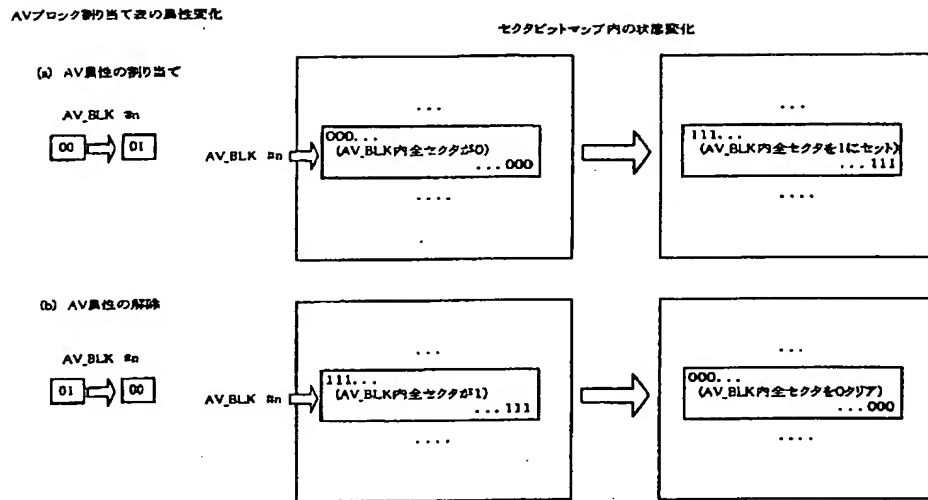 AVブロック割り当て表の属性変化
セクタビットマップ内の状態変化
(a) AV属性の割り当て
AV_BLK #n
00
01
AV_BLK #n
...
000...
(AV_BLK内全セクタが0)
...000
....
...
111...
(AV_BLK内全セクタを1にセット)
...111
....
(b) AV属性の解除
AV_BLK #n
01
00
AV_BLK #n
...
111...
(AV_BLK内全セクタが1)
...111
....
...
000...
(AV_BLK内全セクタを0クリア)
...000
....